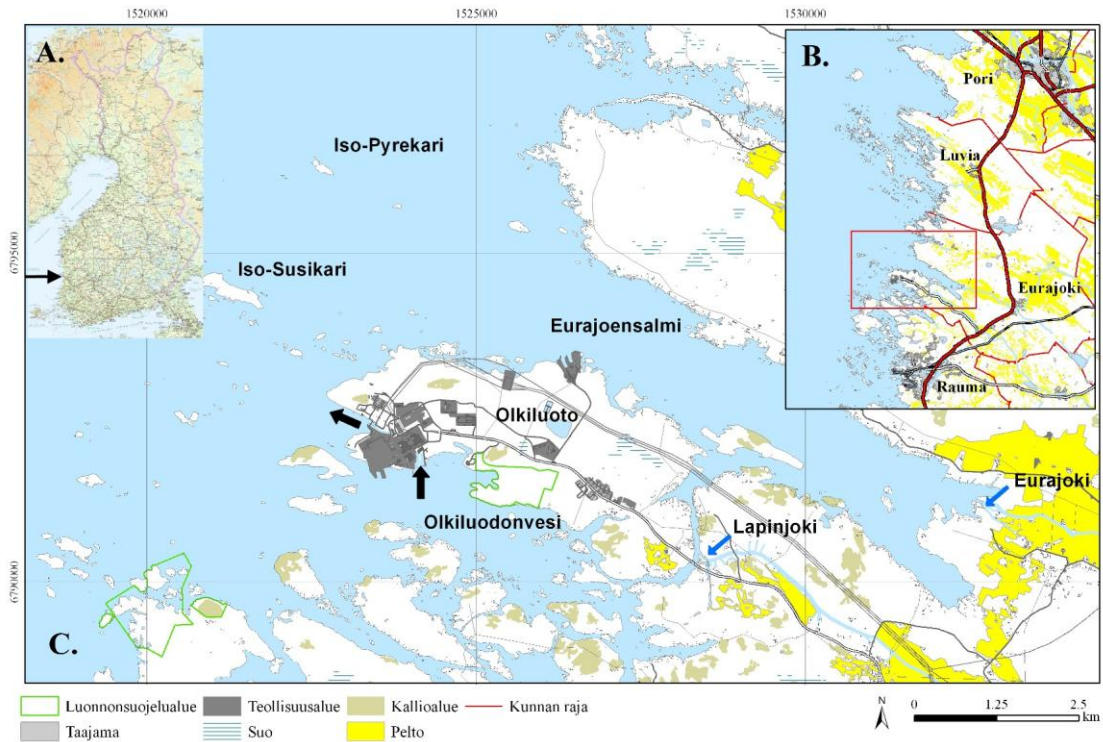 1520000
1525000
1530000
A.
B.
Pori
Iso-Pyrekari
Luvia
6795000
Iso-Susikari
Eurajoki
Eurajoensalmi
Rauma
Olkiluoto
Eurajoki
Olkiluodonvesi
Lapinjoki
6790000
C.
Luonnonsuojelualue
Teollisuusalue
Kallioalue
Kunnan raja
Taajama
Suo
Pelto
N
0
1.25
2.5
km